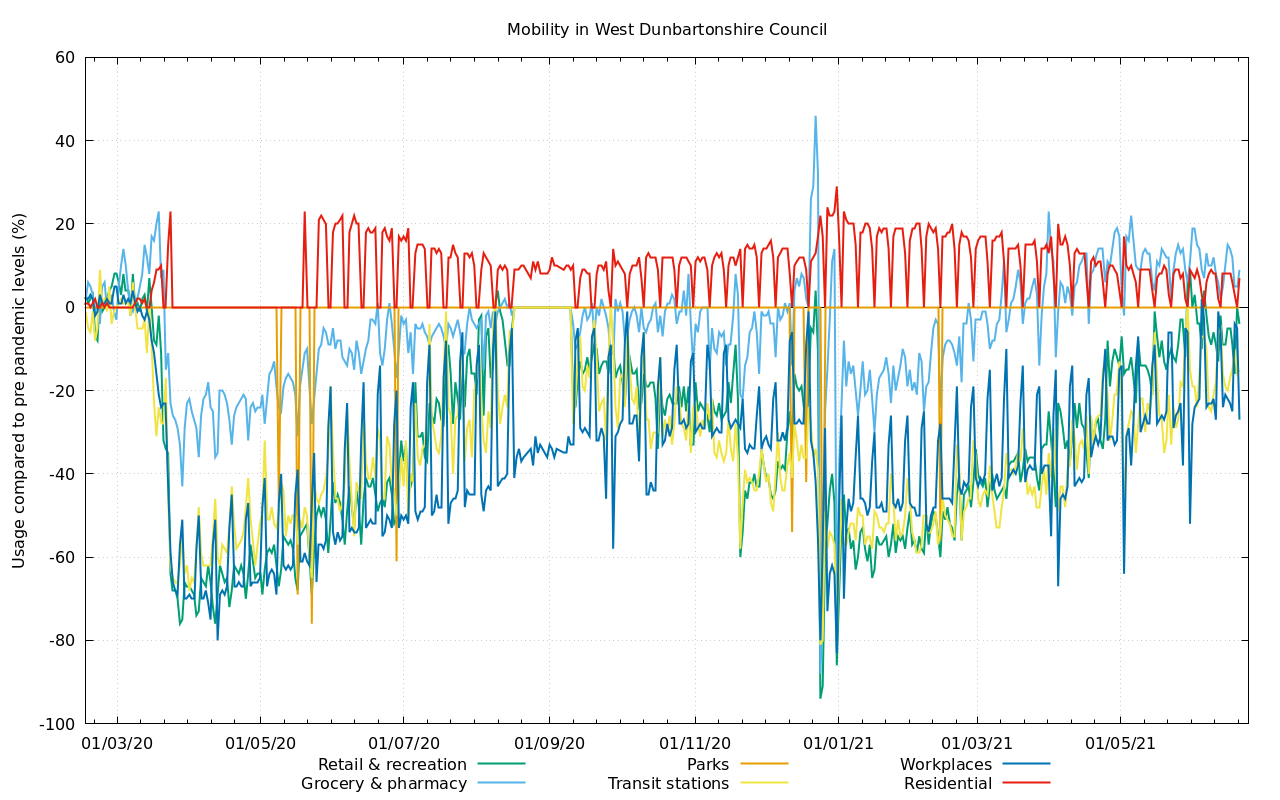 Mobility in West Dunbartonshire Council
Usage compared to pre pandemic levels (%)
60
40
20
0
-20
-40
-60
-80
-100
01/03/20 01/05/20 01/07/20 01/09/20 01/11/20 01/01/21 01/03/21 01/05/21
Retail & recreation Parks Workplaces
Grocery & pharmacy Transit stations Residential